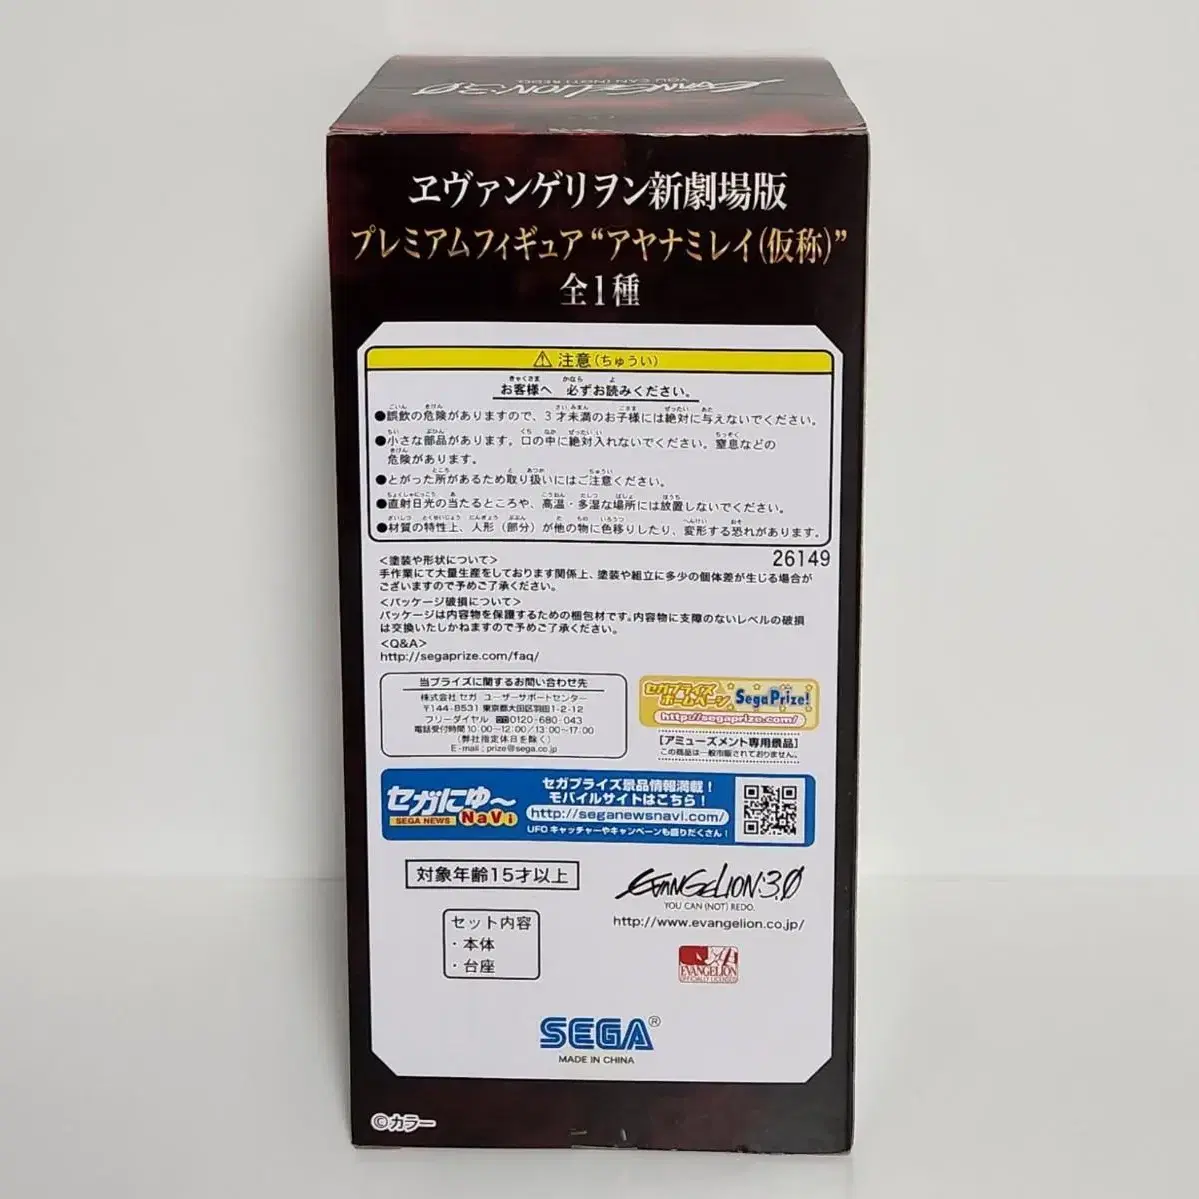 EVANGELION:3.0
YOU CAN (NOT) REDO.
ヱヴァンゲリヲン新劇場版
プレミアムフィギュア“アヤナミレイ(仮称)”
全1種
⚠ 注意(ちゅうい)
お客様へ 必ずお読みください。
●誤飲の危険がありますので、3才未満のお子様には絶対に与えないでください。
●小さな部品があります。口の中に絶対入れないでください。窒息などの
危険があります。
●とがった所があるため取り扱いにはご注意ください。
●直射日光の当たるところや、高温・多湿な場所には放置しないでください。
●材質の特性上、人形(部分)が他の物に色移りしたり、変形する恐れがあります。
26149
<塗装や形状について>
手作業にて大量生産をしております関係上、塗装や組立に多少の個体差が生じる場合が
ございますので予めご了承ください。
<パッケージ破損について>
パッケージは内容物を保護するための梱包材です。内容物に支障のないレベルの破損
は交換いたしかねますので予めご了承ください。
<Q&A>
http://segaprize.com/faq/
当プライズに関するお問い合わせ先
株式会社セガ ユーザーサポートセンター
〒144-8531 東京都大田区羽田1-2-12
フリーダイヤル 0120-680-043
電話受付時間 10:00~12:00/13:00~17:00
(弊社指定休日を除く)
E-mail:prize@sega.co.jp
セガプライズ
ホームページ
SegaPrize!
http://segaprize.com/
[アミューズメント専用景品]
この商品は一般市販されておりません。
セガにゅ~
SEGA NEWS NaVi
セガプライズ景品情報満載!
モバイルサイトはこちら!
http://seganewsnavi.com/
UFOキャッチャーやキャンペーンも盛りだくさん!
対象年齢15才以上
セット内容
・本体
・台座
EVANGELION:3.0
YOU CAN (NOT) REDO.
http://www.evangelion.co.jp/
EVANGELION
OFFICIALLY LICENSED
SEGA®
MADE IN CHINA
©カラー